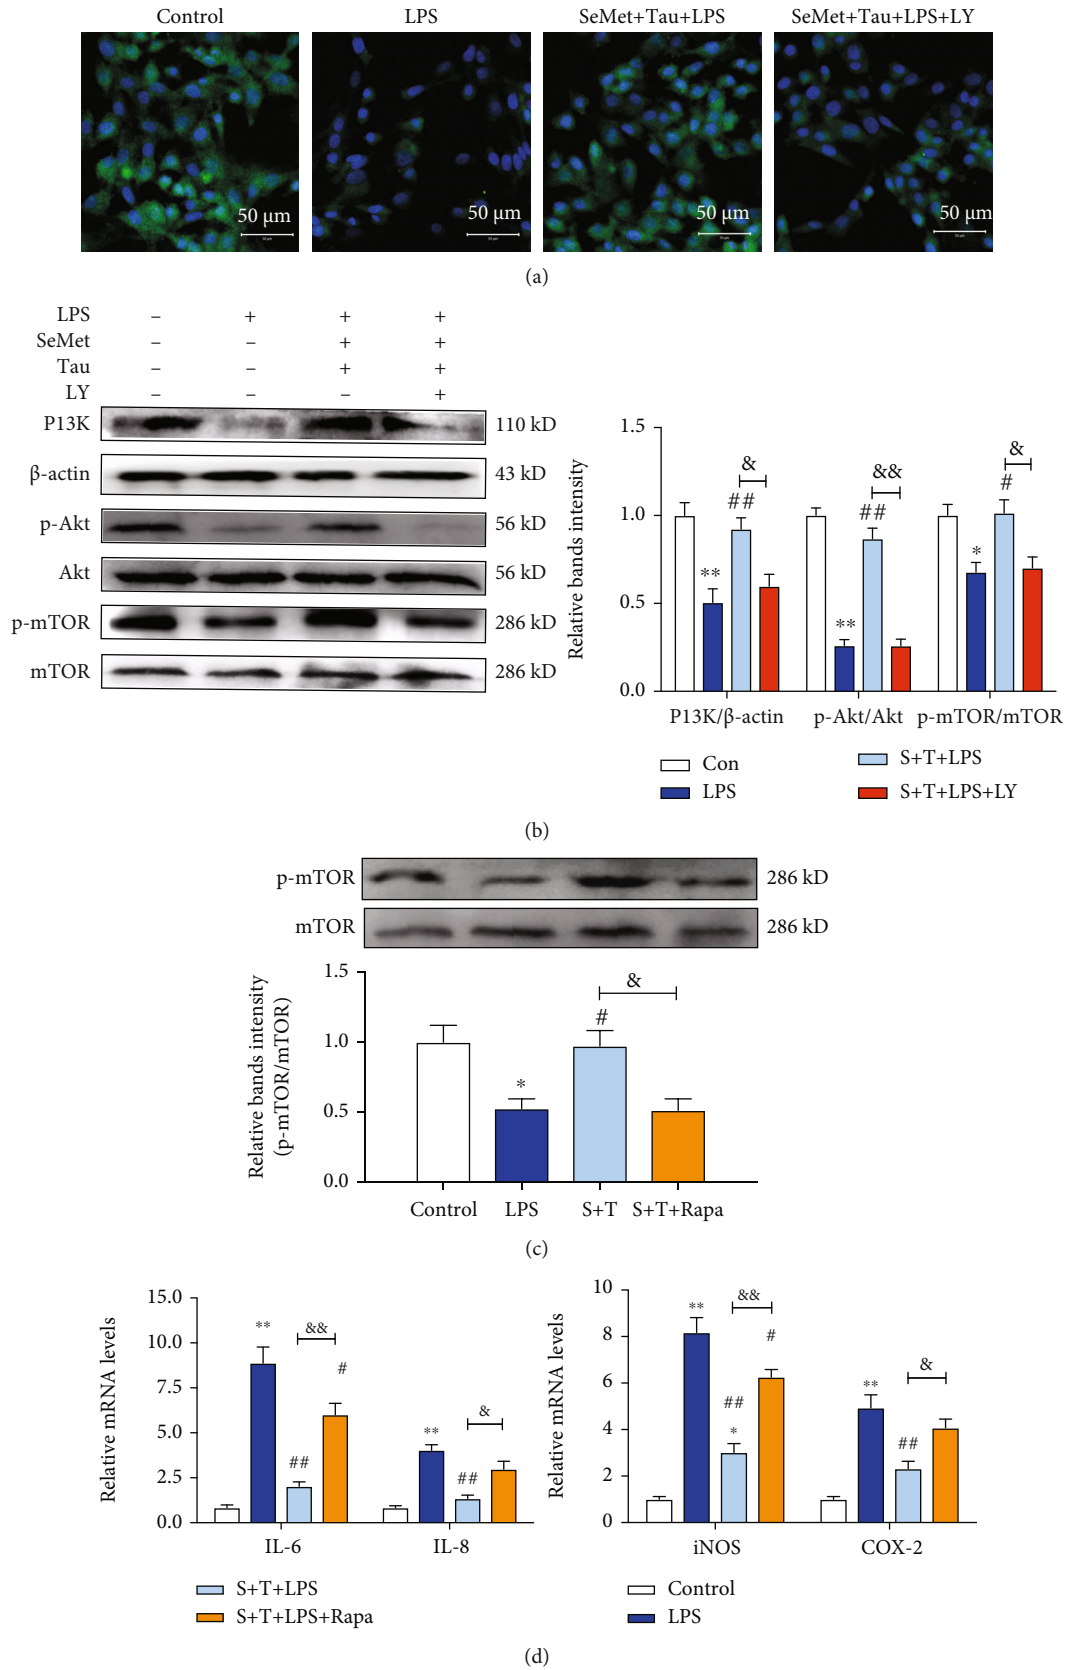 Control LPS SeMet+Tau+LPS SeMet+Tau+LPS+LY
50 μm 50 μm 50 μm 50 μm
(a)
LPS – + + +
SeMet – – + +
Tau – – + +
LY – – – +
P13K 110 kD
β-actin 43 kD
p-Akt 56 kD
Akt 56 kD
p-mTOR 286 kD
mTOR 286 kD
Relative bands intensity
1.5
1.0
0.5
0.0
** ## &
** ## &&
* # &
P13K/β-actin p-Akt/Akt p-mTOR/mTOR
Con S+T+LPS
LPS S+T+LPS+LY
(b)
p-mTOR 286 kD
mTOR 286 kD
Relative bands intensity
(p-mTOR/mTOR)
1.5
1.0
0.5
0.0
* # &
Control LPS S+T S+T+Rapa
(c)
Relative mRNA levels
15.0
10.0
7.5
5.0
2.5
0.0
** ## && #
** ## &
IL-6 IL-8
S+T+LPS
S+T+LPS+Rapa
Relative mRNA levels
10
8
6
4
2
0
** ## * && #
** ## &
iNOS COX-2
Control
LPS
(d)